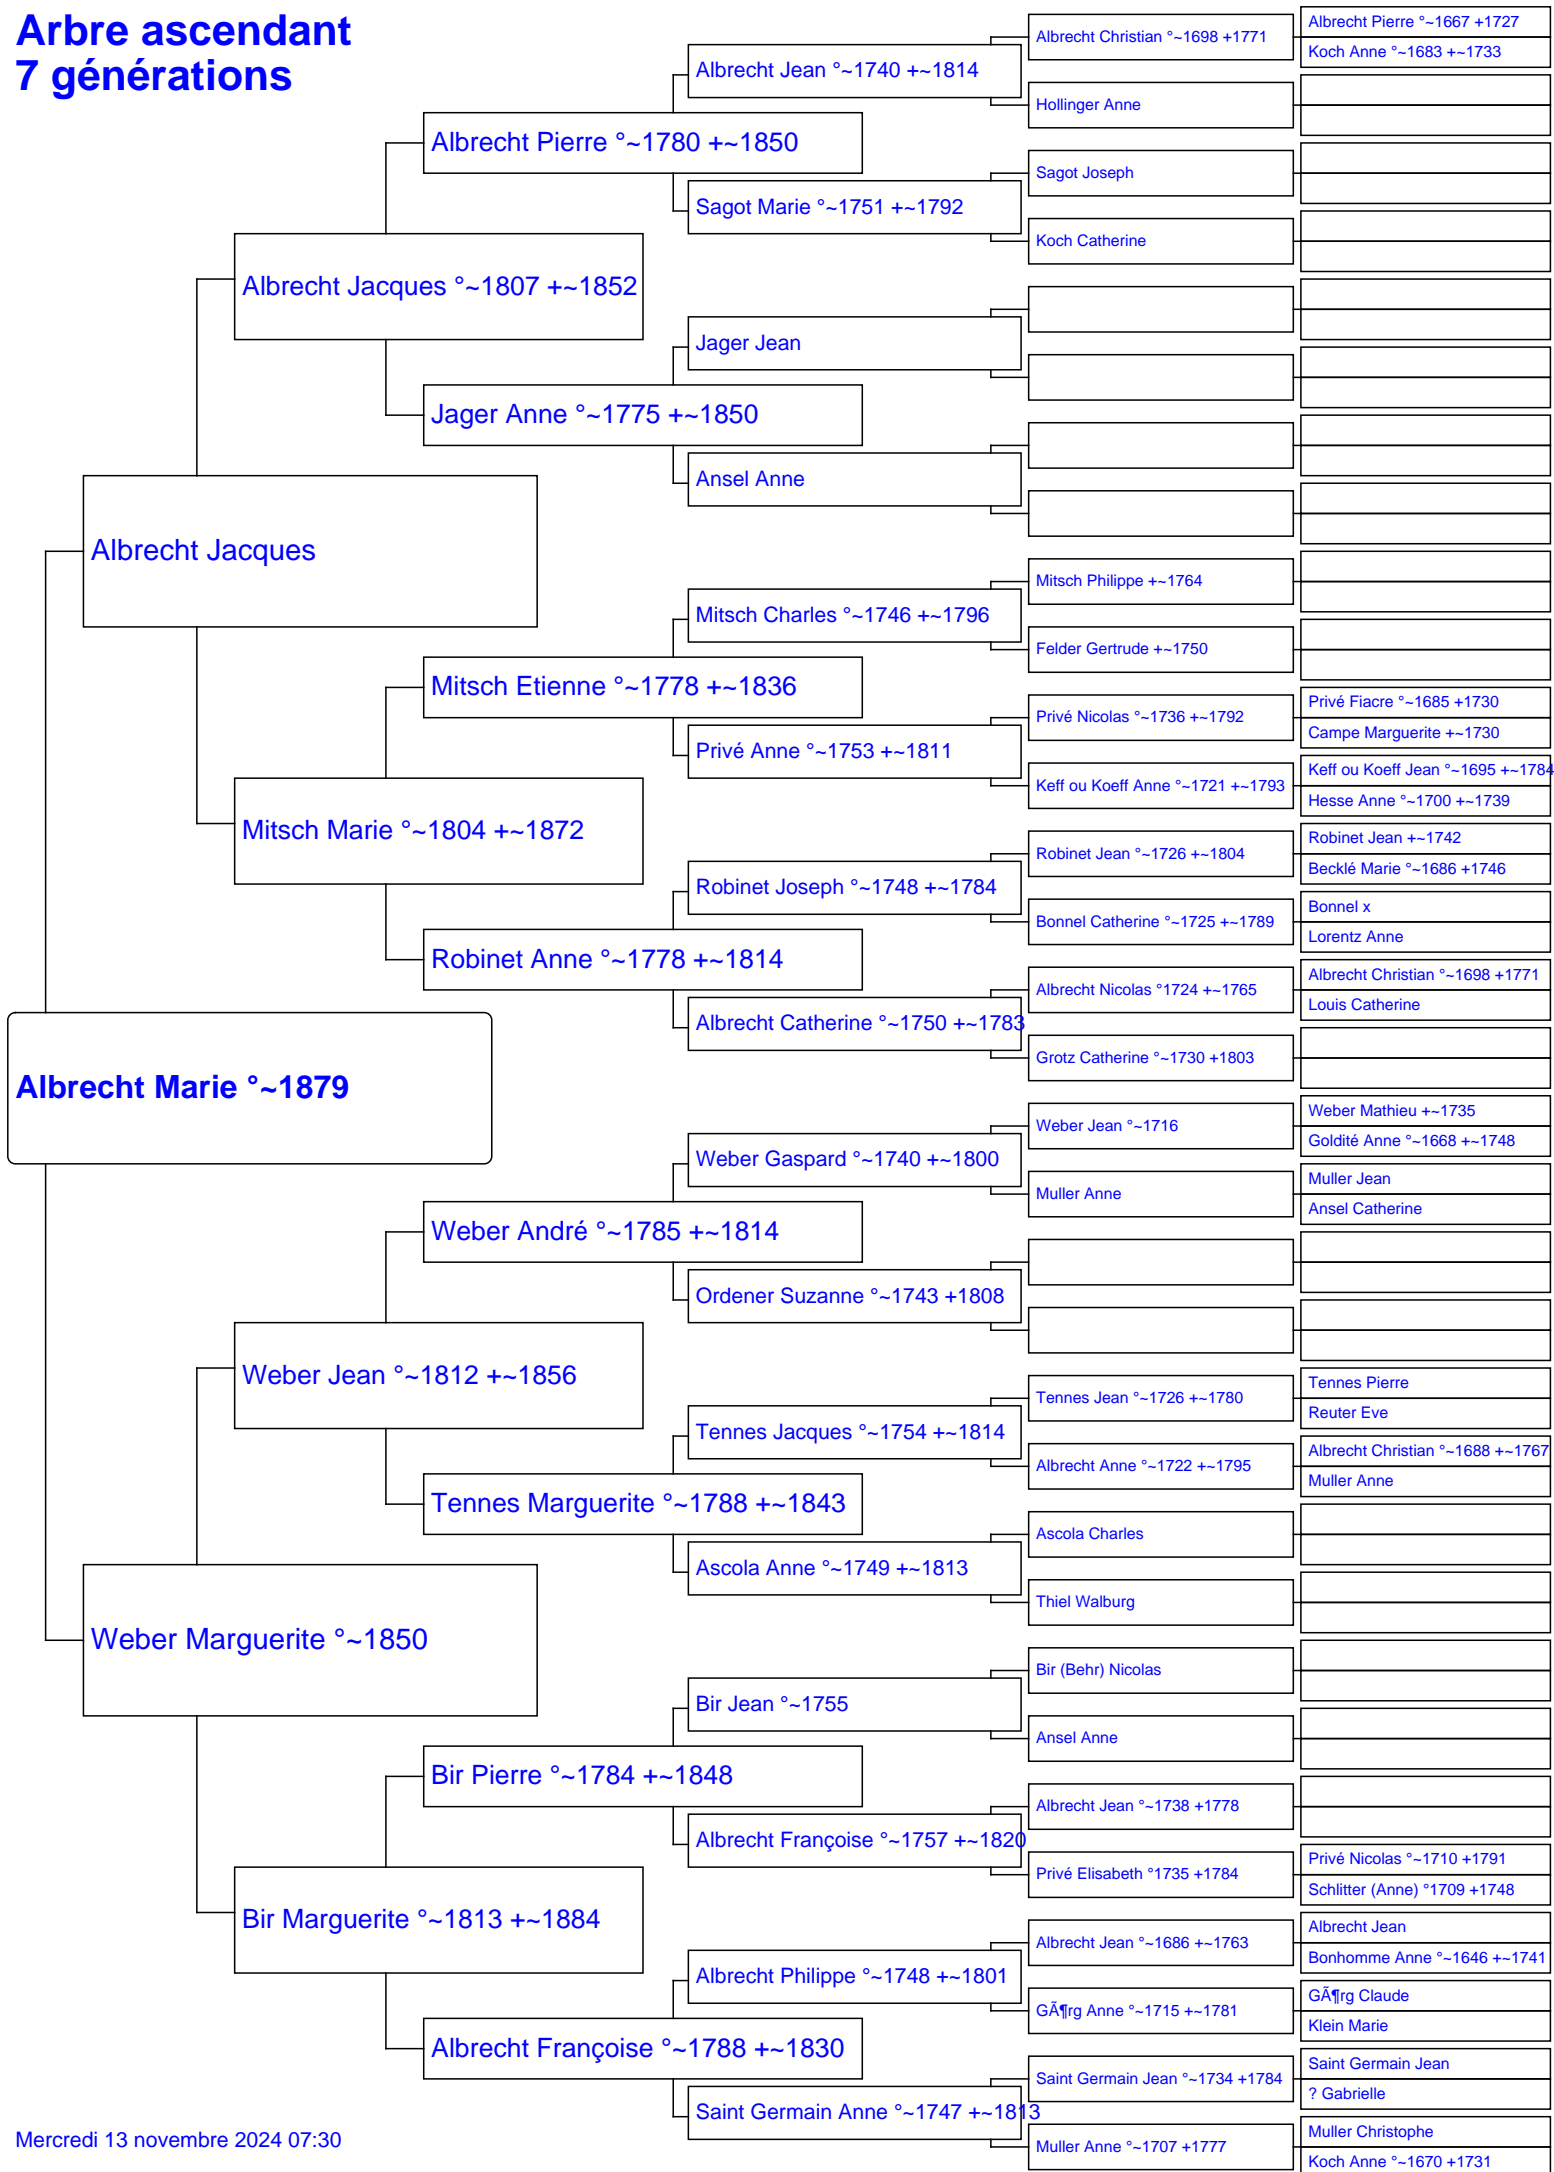 Arbre ascendant
7 générations
Albrecht Marie °~1879
Albrecht Jacques
Weber Marguerite °~1850
Albrecht Jacques °~1807 +~1852
Mitsch Marie °~1804 +~1872
Weber Jean °~1812 +~1856
Bir Marguerite °~1813 +~1884
Albrecht Pierre °~1780 +~1850
Jager Anne °~1775 +~1850
Mitsch Etienne °~1778 +~1836
Robinet Anne °~1778 +~1814
Weber André °~1785 +~1814
Tennes Marguerite °~1788 +~1843
Bir Pierre °~1784 +~1848
Albrecht Françoise °~1788 +~1830
Albrecht Jean °~1740 +~1814
Sagot Marie °~1751 +~1792
Jager Jean
Ansel Anne
Mitsch Charles °~1746 +~1796
Privé Anne °~1753 +~1811
Robinet Joseph °~1748 +~1784
Albrecht Catherine °~1750 +~1783
Weber Gaspard °~1740 +~1800
Ordener Suzanne °~1743 +1808
Tennes Jacques °~1754 +~1814
Ascola Anne °~1749 +~1813
Bir Jean °~1755
Albrecht Françoise °~1757 +~1820
Albrecht Philippe °~1748 +~1801
Saint Germain Anne °~1747 +~1813
Albrecht Christian °~1698 +1771
Hollinger Anne
Sagot Joseph
Koch Catherine
Mitsch Philippe +~1764
Felder Gertrude +~1750
Privé Nicolas °~1736 +~1792
Keff ou Koeff Anne °~1721 +~1793
Robinet Jean °~1726 +~1804
Bonnel Catherine °~1725 +~1789
Albrecht Nicolas °1724 +~1765
Grotz Catherine °~1730 +1803
Weber Jean °~1716
Muller Anne
Tennes Jean °~1726 +~1780
Albrecht Anne °~1722 +~1795
Ascola Charles
Thiel Walburg
Bir (Behr) Nicolas
Ansel Anne
Albrecht Jean °~1738 +1778
Privé Elisabeth °1735 +1784
Albrecht Jean °~1686 +~1763
GÃ¶rg Anne °~1715 +~1781
Saint Germain Jean °~1734 +1784
Muller Anne °~1707 +1777
Albrecht Pierre °~1667 +1727
Koch Anne °~1683 +~1733
Privé Fiacre °~1685 +1730
Campe Marguerite +~1730
Keff ou Koeff Jean °~1695 +~1784
Hesse Anne °~1700 +~1739
Robinet Jean +~1742
Becklé Marie °~1686 +1746
Bonnel x
Lorentz Anne
Albrecht Christian °~1698 +1771
Louis Catherine
Weber Mathieu +~1735
Goldité Anne °~1668 +~1748
Muller Jean
Ansel Catherine
Tennes Pierre
Reuter Eve
Albrecht Christian °~1688 +~1767
Muller Anne
Privé Nicolas °~1710 +1791
Schlitter (Anne) °1709 +1748
Albrecht Jean
Bonhomme Anne °~1646 +~1741
GÃ¶rg Claude
Klein Marie
Saint Germain Jean
? Gabrielle
Muller Christophe
Koch Anne °~1670 +1731
Mercredi 13 novembre 2024 07:30